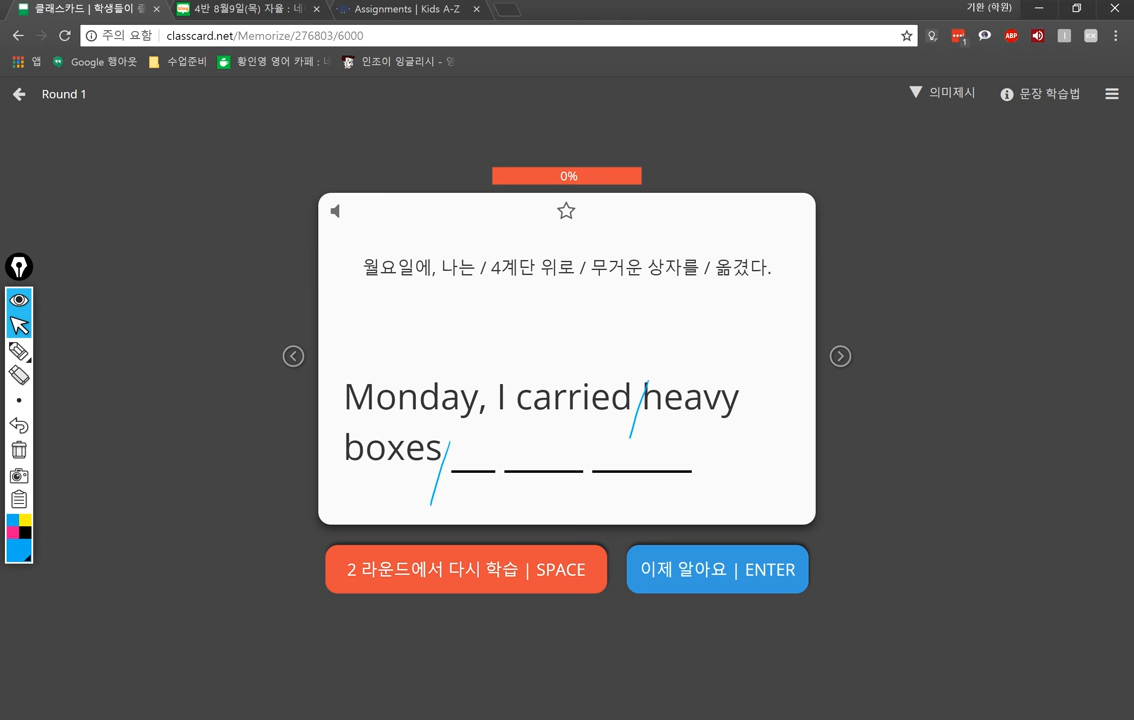 클래스카드 | 학생들이 즐
4반 8월9일(목) 자율 : 네
Assignments | Kids A-Z
기환 (학원)
주의 요함
classcard.net/Memorize/276803/6000
1
ABP
앱
Google 행아웃
수업준비
황인영 영어 카페 : 네
인조이 잉글리시 - 영
Round 1
의미제시
문장 학습법
0%
월요일에, 나는 / 4계단 위로 / 무거운 상자를 / 옮겼다.
Monday, I carried heavy
boxes
2 라운드에서 다시 학습 | SPACE
이제 알아요 | ENTER